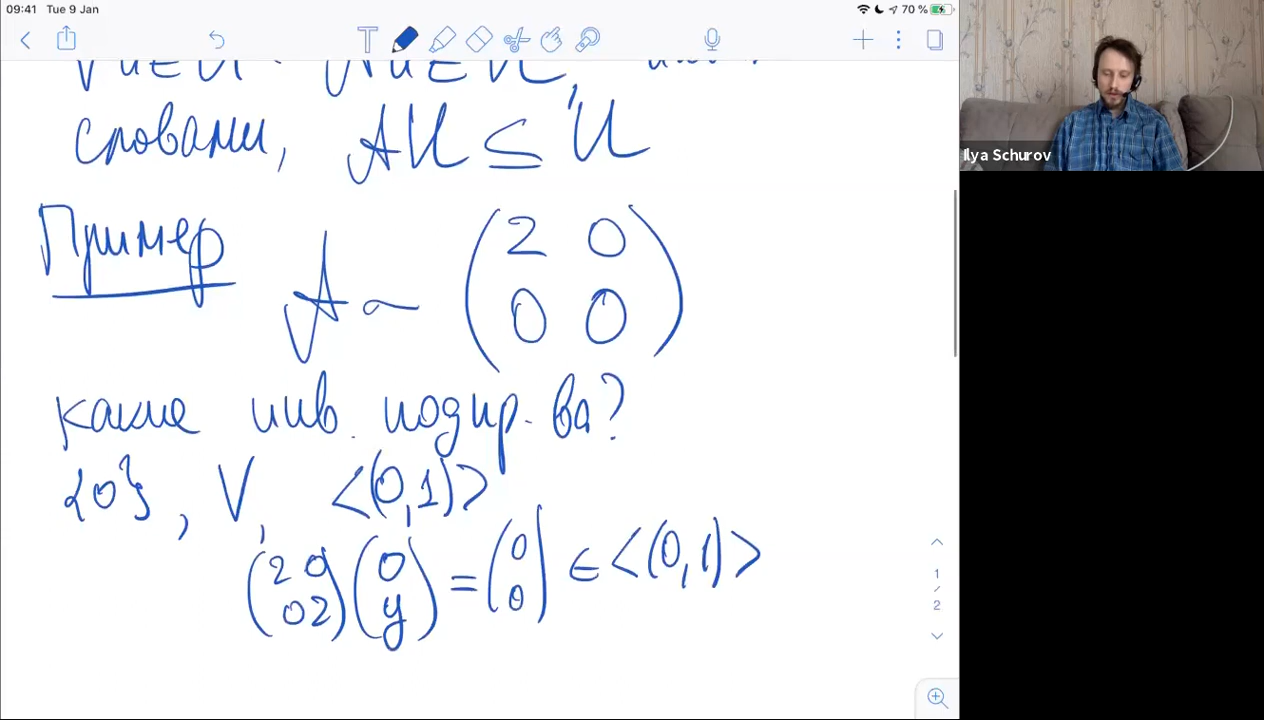 09:41 Tue 9 Jan 70 %
T
словами, AU ⊆ U
Пример A ~ (2 0
0 0)
какие инв. подпр-ва?
{0}, V, <(0,1)>
(2 0
0 2) (0
y) = (0
0) ∈ <(0,1)>
1 / 2
Ilya Schurov